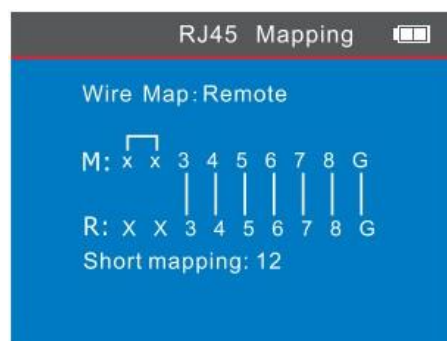 RJ45 Mapping
Wire Map:Remote
M: x x 3 4 5 6 7 8 G
R: X X 3 4 5 6 7 8 G
Short mapping: 12